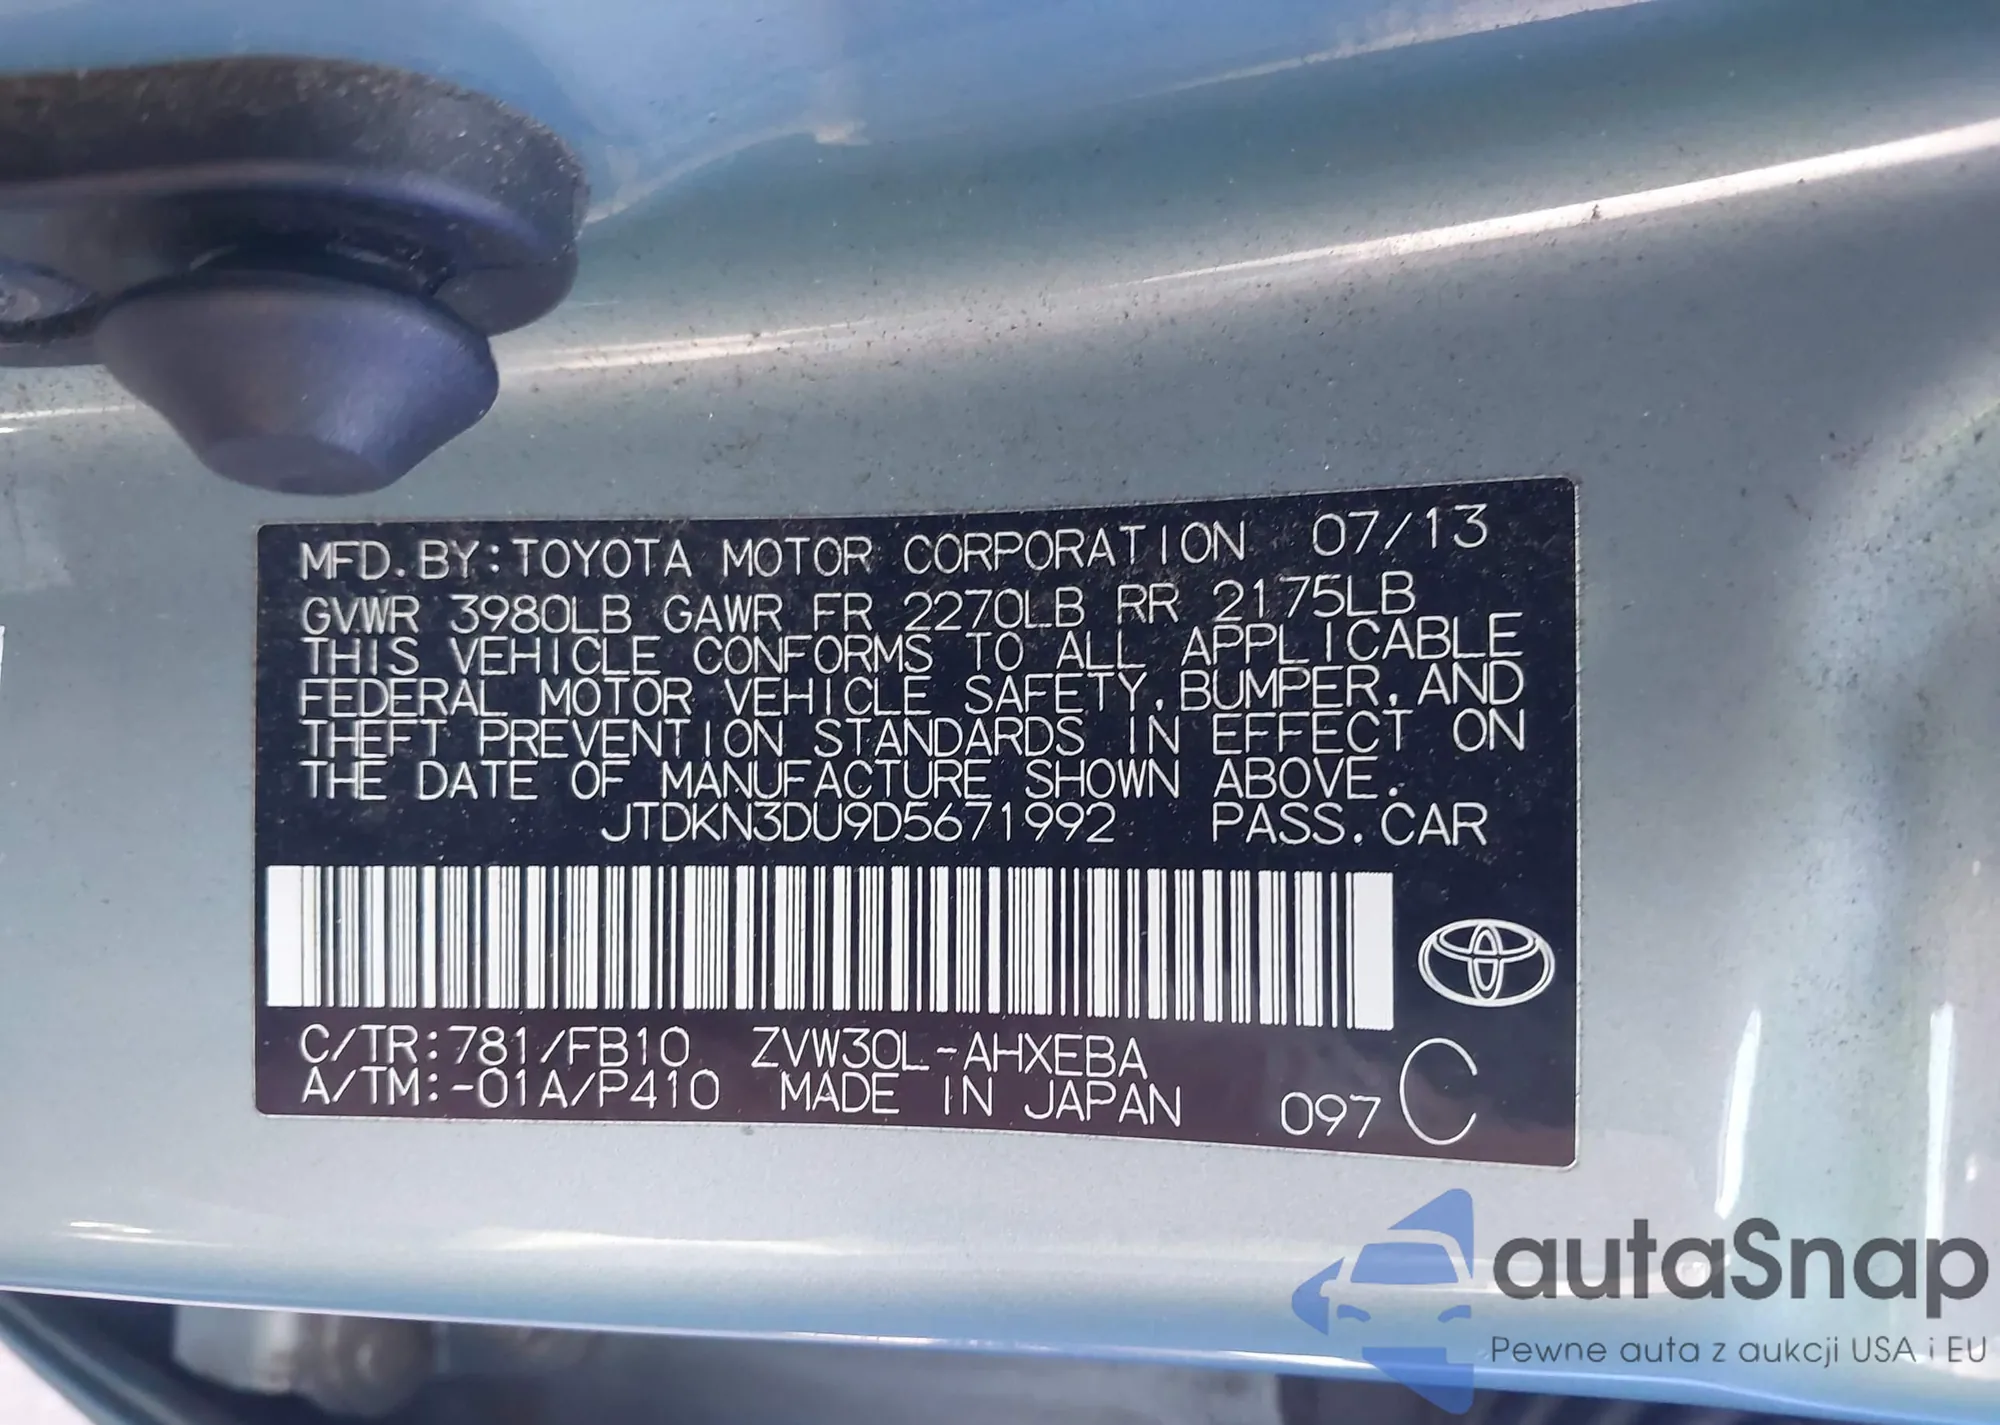 MFD. BY: TOYOTA MOTOR CORPORATION 07/13
GVWR 3980LB GAWR FR 2270LB RR 2175LB
THIS VEHICLE CONFORMS TO ALL APPLICABLE
FEDERAL MOTOR VEHICLE SAFETY, BUMPER, AND
THEFT PREVENTION STANDARDS IN EFFECT ON
THE DATE OF MANUFACTURE SHOWN ABOVE.
JTDKN3DU9D5671992 PASS. CAR
C/TR: 781/FB10 ZVW30L-AHXEBA
A/TM: -01A/P410 MADE IN JAPAN 097 C
autaSnap
Pewne auta z aukcji USA i EU